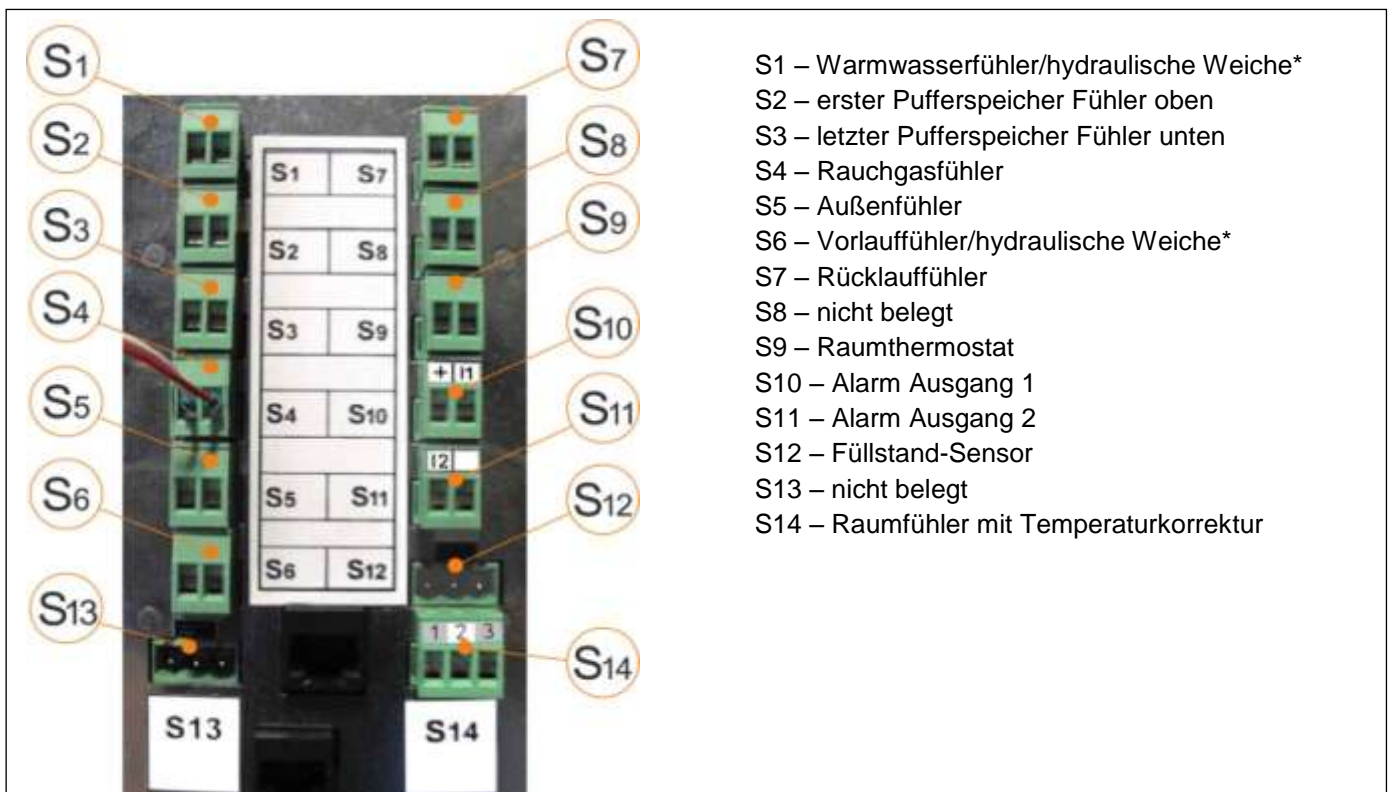 S1
S2
S3
S4
S5
S6
S13
S7
S8
S9
S10
S11
S12
S14
S1 S7
S2 S8
S3 S9
S4 S10
S5 S11
S6 S12
+ I1
I2
1 2 3
S13
S14
S1 – Warmwasserfühler/hydraulische Weiche*
S2 – erster Pufferspeicher Fühler oben
S3 – letzter Pufferspeicher Fühler unten
S4 – Rauchgasfühler
S5 – Außenfühler
S6 – Vorlauffühler/hydraulische Weiche*
S7 – Rücklauffühler
S8 – nicht belegt
S9 – Raumthermostat
S10 – Alarm Ausgang 1
S11 – Alarm Ausgang 2
S12 – Füllstand-Sensor
S13 – nicht belegt
S14 – Raumfühler mit Temperaturkorrektur